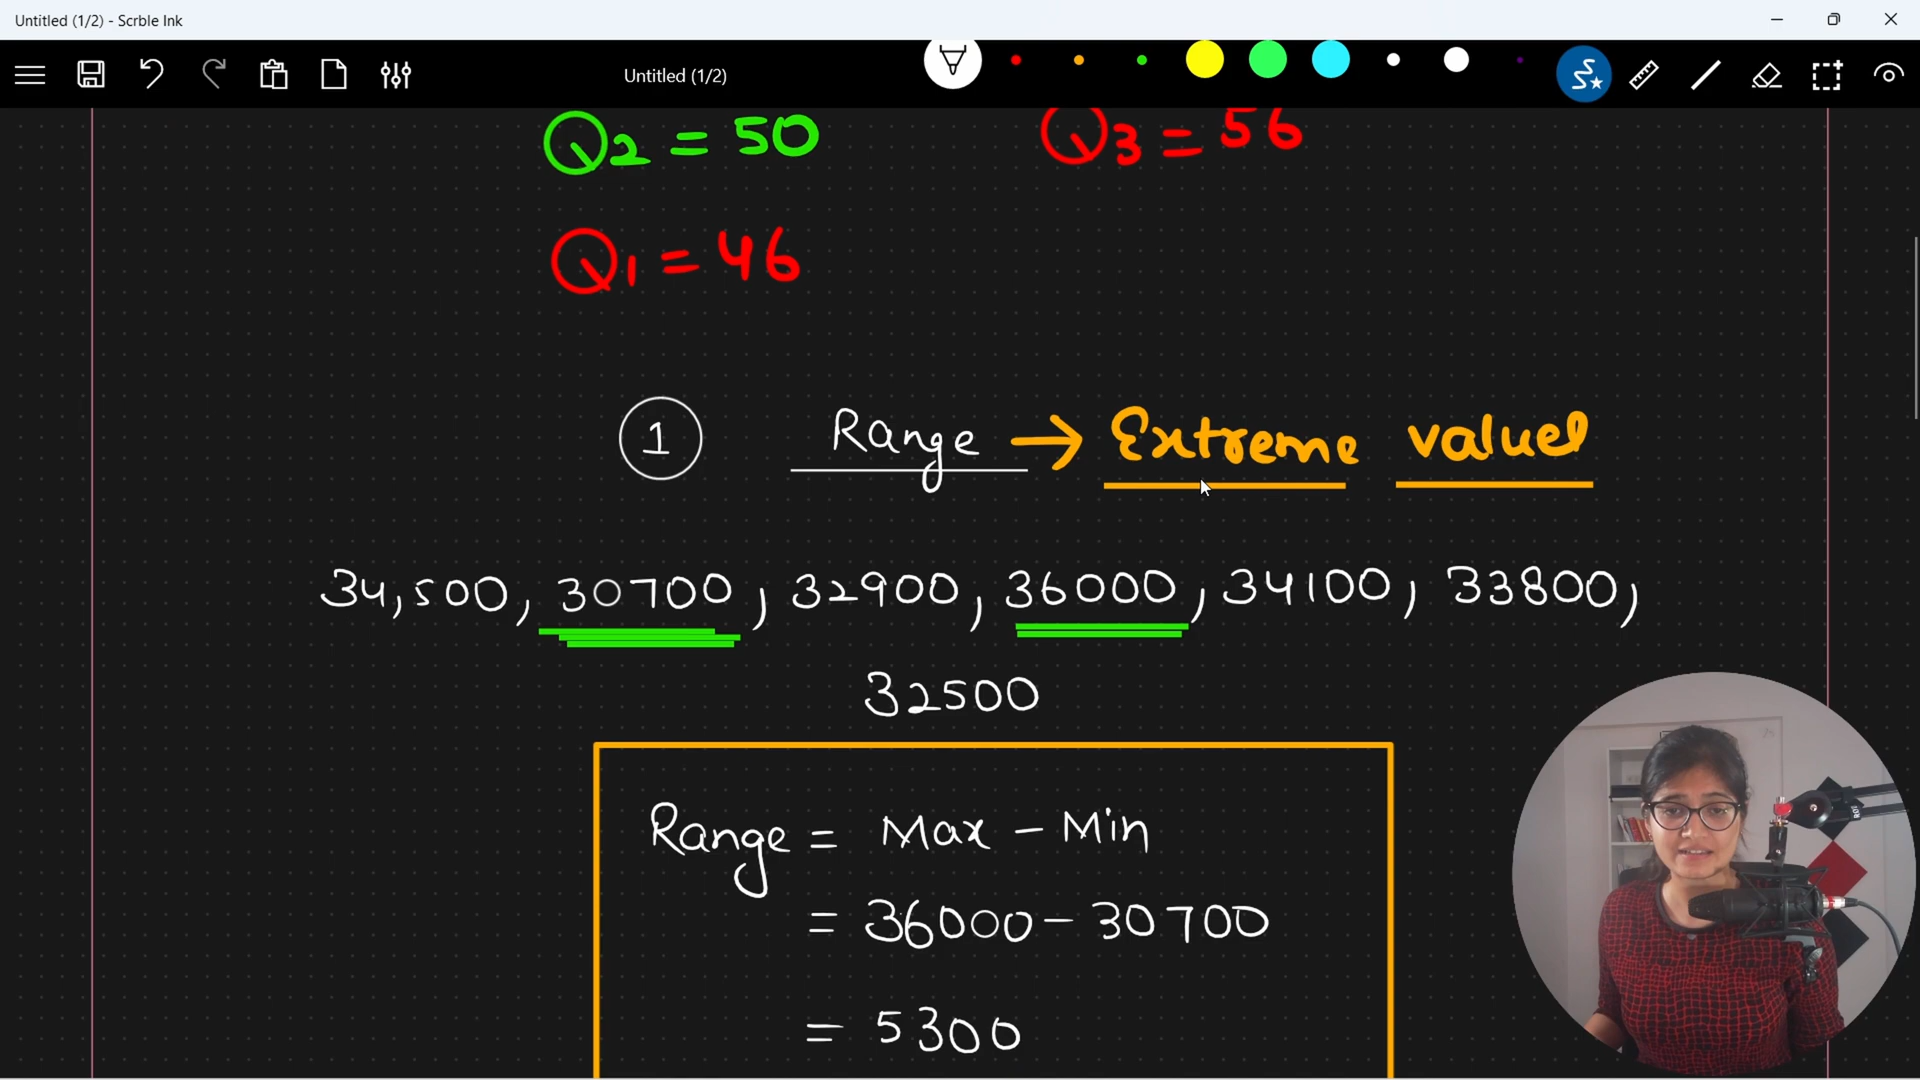 Untitled (1/2) - Scrble Ink
Untitled (1/2)
Q2 = 50
Q3 = 56
Q1 = 46
1 Range → Extreme values
34,500, 30700, 32900, 36000, 34100, 33800,
32500
Range = Max - Min
= 36000 - 30700
= 5300